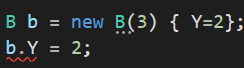 B b = new B(3) { Y=2};
b.Y = 2;